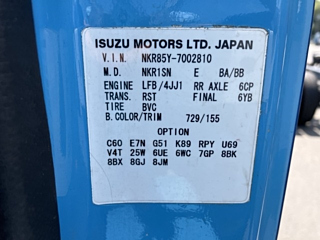 ISUZU MOTORS LTD. JAPAN
V.I.N. NKR85Y-7002810
M.D. NKR1SN E BA/BB
ENGINE LFB/4JJ1 RR AXLE 6CP
TRANS. RST FINAL 6YB
TIRE BVC
B.COLOR/TRIM 729/155
OPTION
C60 E7N G51 K89 RPY U69
V4T 25W 6UE 6WC 7GP 8BK
8BX 8GJ 8JM